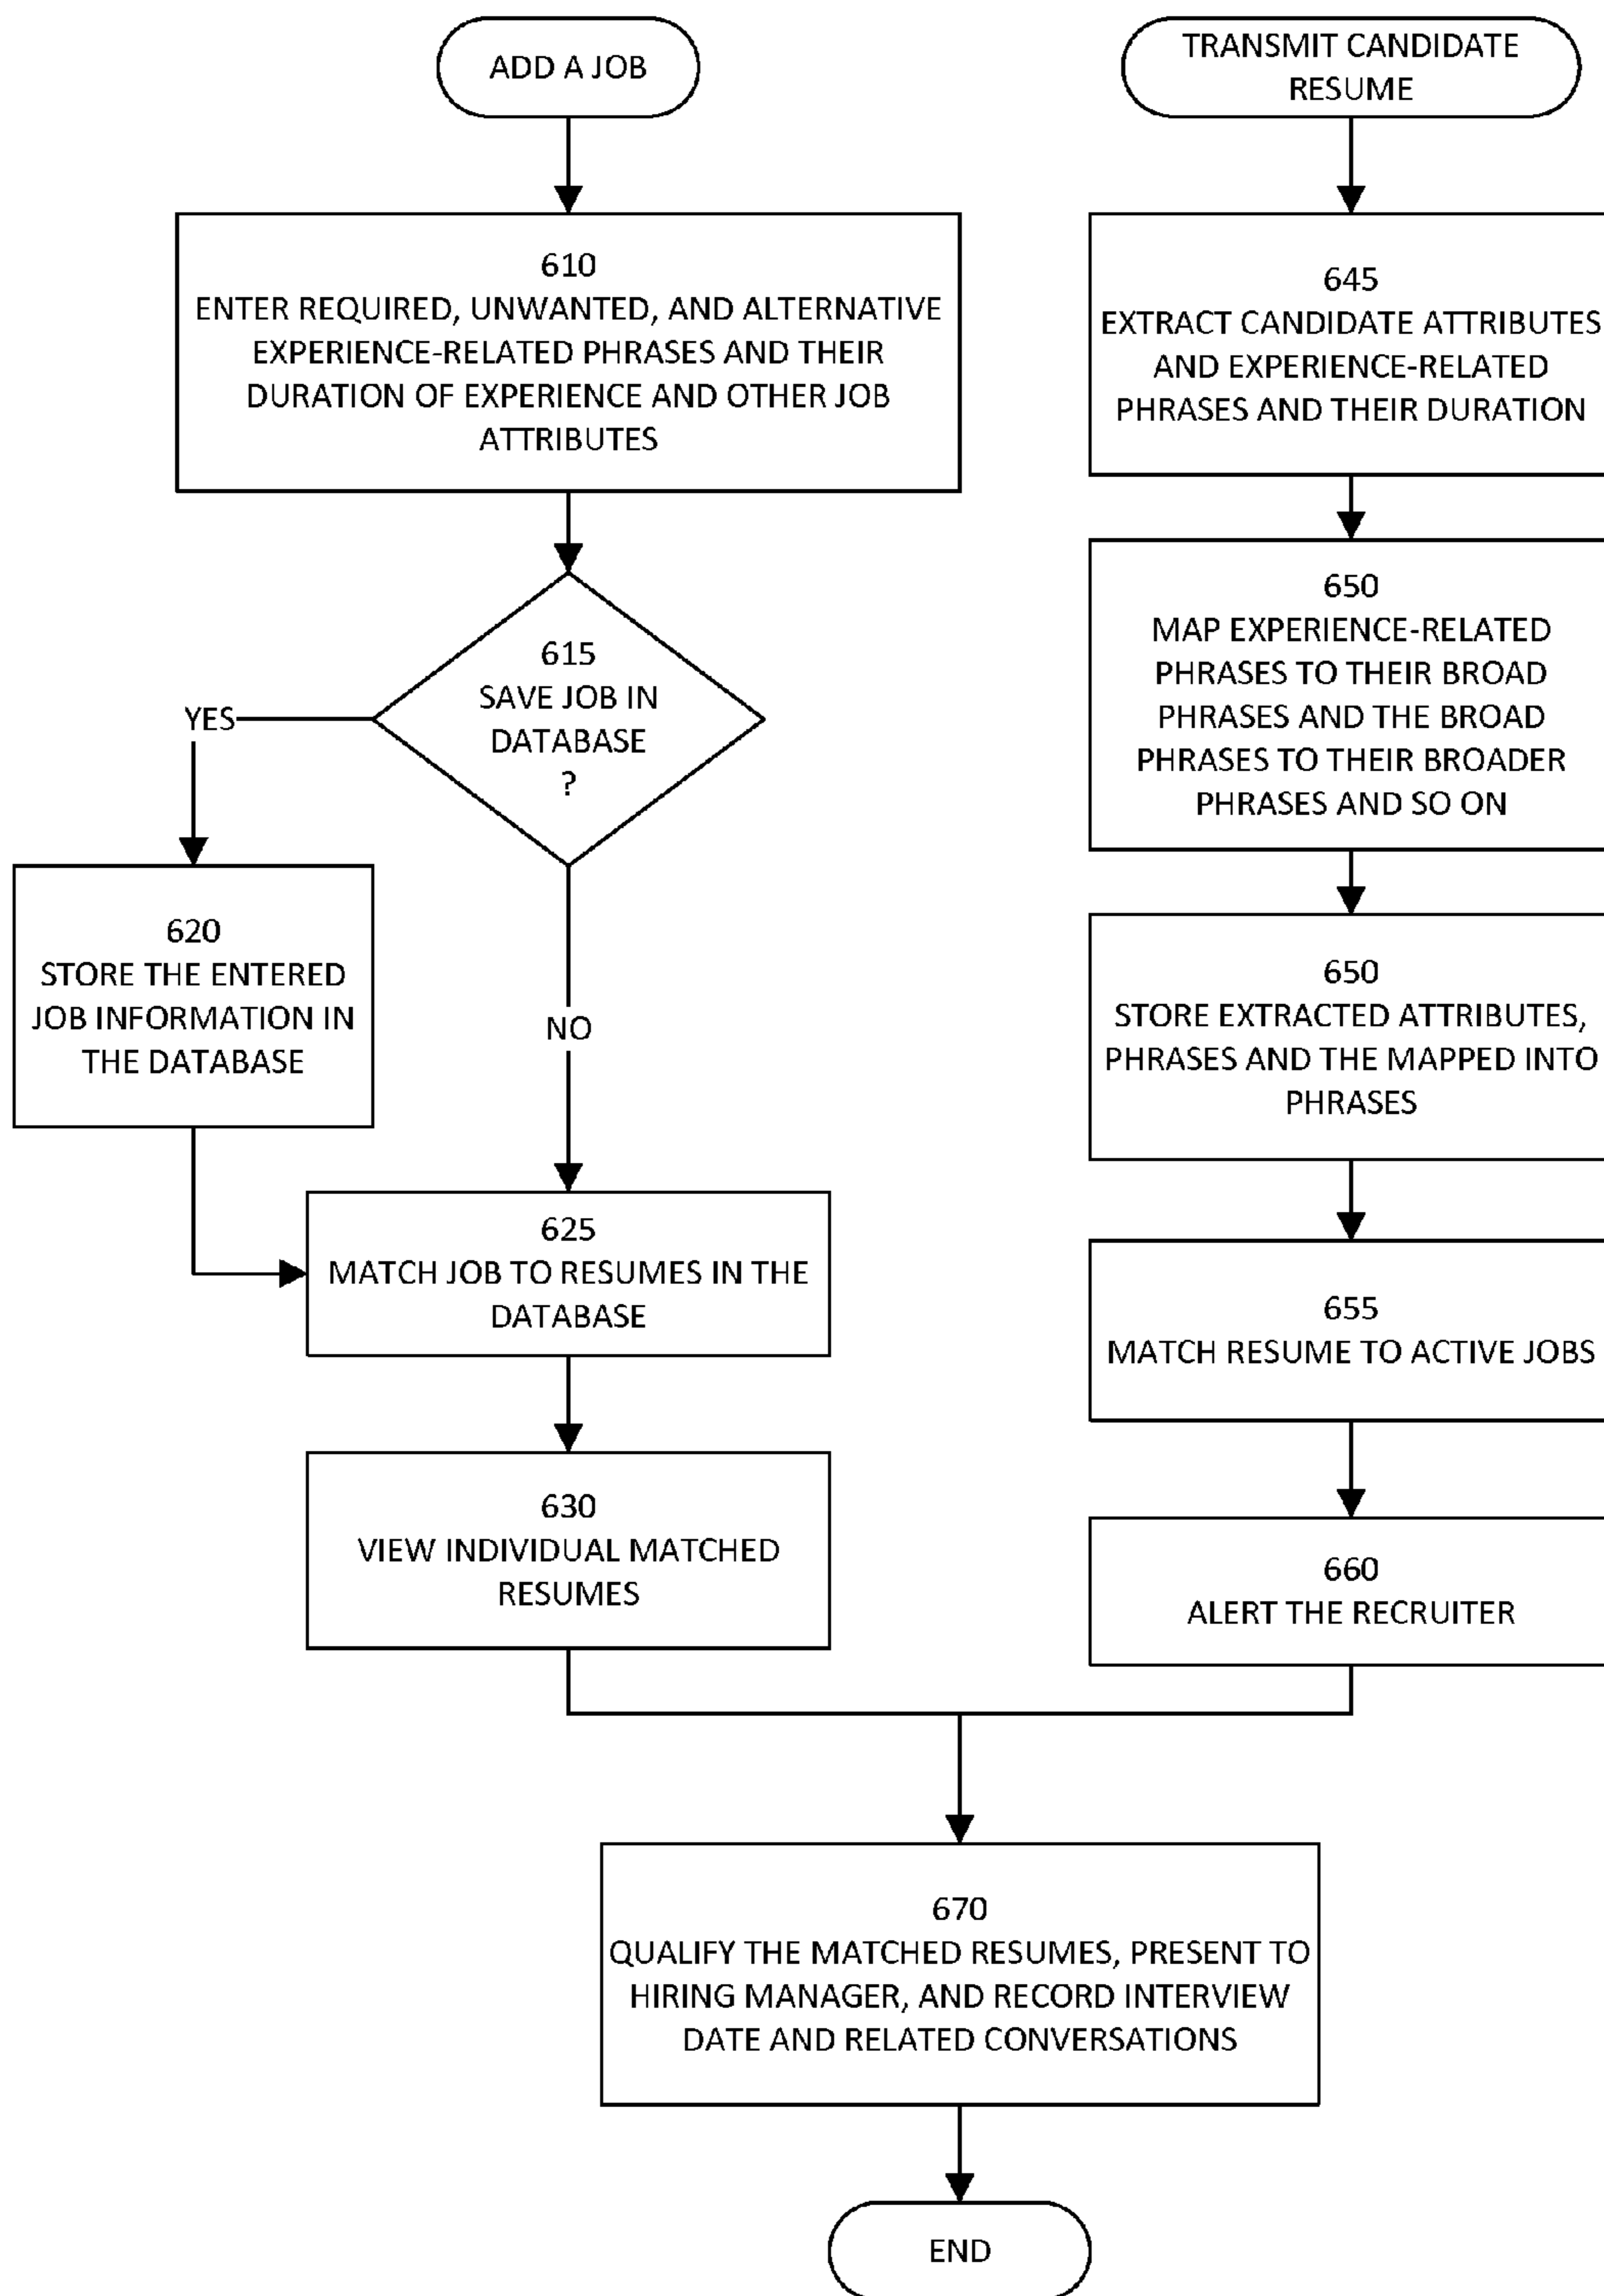 ADD A JOB
610
ENTER REQUIRED, UNWANTED, AND ALTERNATIVE
EXPERIENCE-RELATED PHRASES AND THEIR
DURATION OF EXPERIENCE AND OTHER JOB
ATTRIBUTES
615
SAVE JOB IN
DATABASE
?
YES
NO
620
STORE THE ENTERED
JOB INFORMATION IN
THE DATABASE
625
MATCH JOB TO RESUMES IN THE
DATABASE
630
VIEW INDIVIDUAL MATCHED
RESUMES
TRANSMIT CANDIDATE
RESUME
645
EXTRACT CANDIDATE ATTRIBUTES
AND EXPERIENCE-RELATED
PHRASES AND THEIR DURATION
650
MAP EXPERIENCE-RELATED
PHRASES TO THEIR BROAD
PHRASES AND THE BROAD
PHRASES TO THEIR BROADER
PHRASES AND SO ON
650
STORE EXTRACTED ATTRIBUTES,
PHRASES AND THE MAPPED INTO
PHRASES
655
MATCH RESUME TO ACTIVE JOBS
660
ALERT THE RECRUITER
670
QUALIFY THE MATCHED RESUMES, PRESENT TO
HIRING MANAGER, AND RECORD INTERVIEW
DATE AND RELATED CONVERSATIONS
END